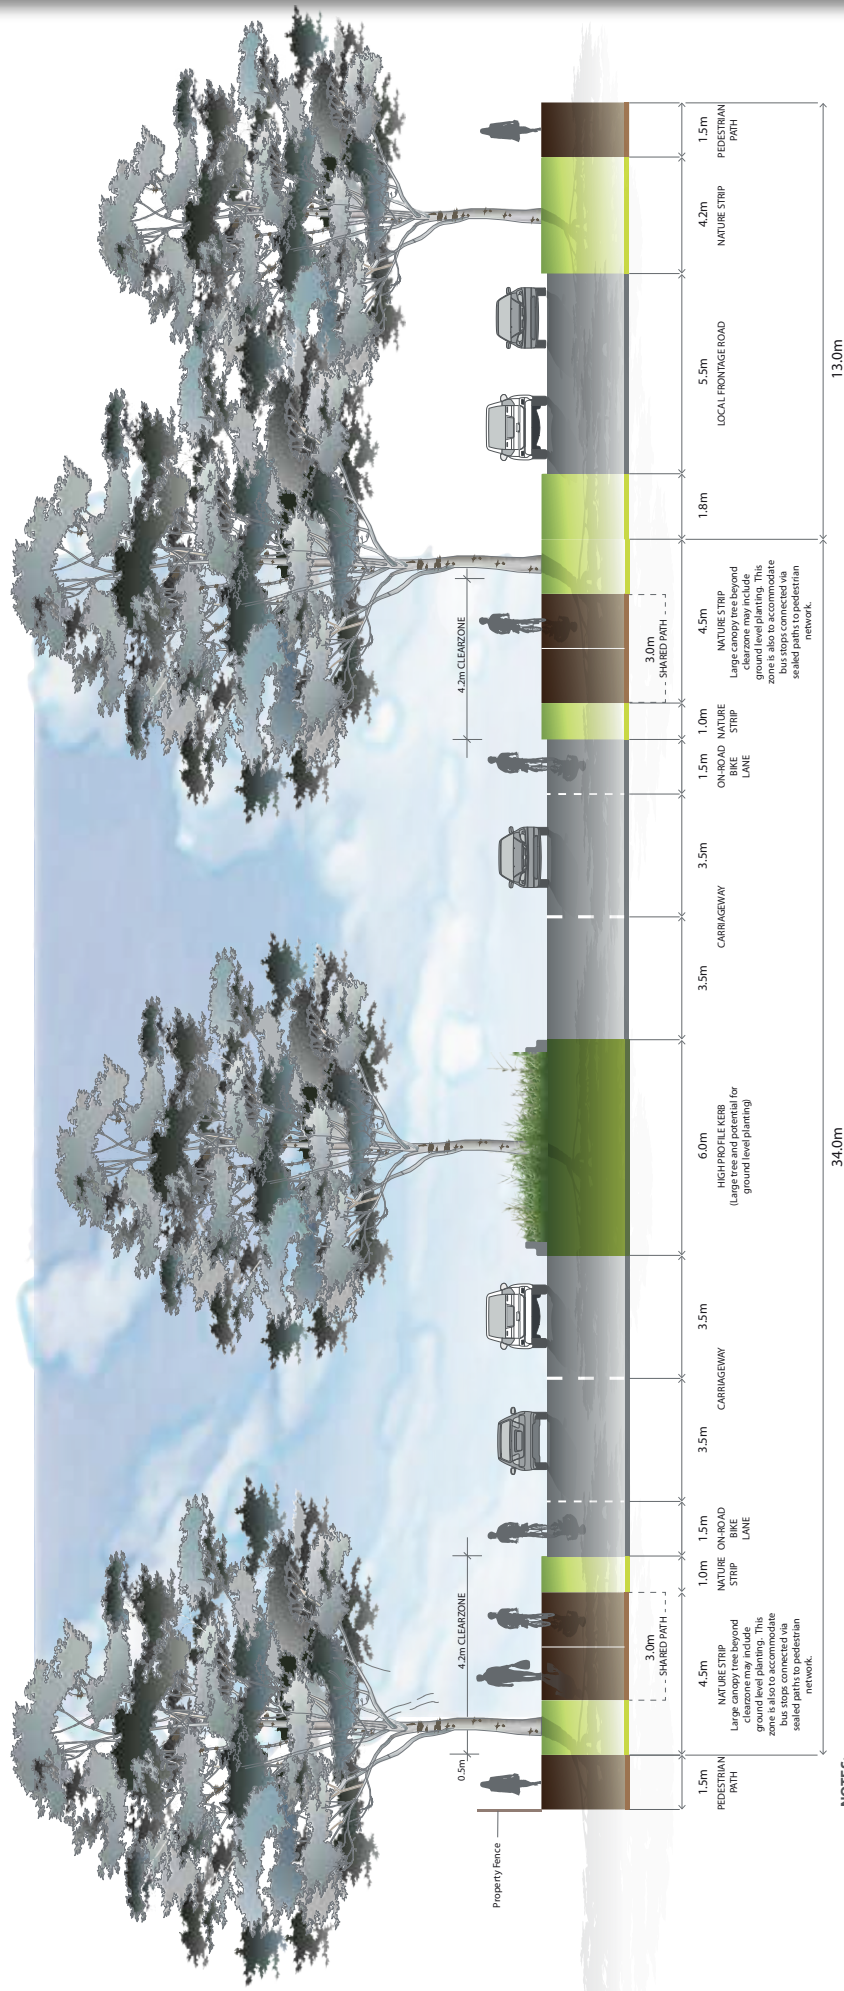 Property Fence
0.5m
4.2m CLEARZONE
4.2m CLEARZONE
3.0m
SHARED PATH
3.0m
SHARED PATH
1.5m
PEDESTRIAN
PATH
4.5m
NATURE STRIP
Large canopy tree beyond
clearzone may include
ground level planting. This
zone is also to accommodate
bus stops connected via
sealed paths to pedestrian
network.
1.0m
NATURE
STRIP
1.5m
ON-ROAD
BIKE
LANE
3.5m
CARRIAGEWAY
3.5m
6.0m
HIGH PROFILE KERB
(Large tree and potential for
ground level planting)
3.5m
CARRIAGEWAY
3.5m
1.5m
ON-ROAD
BIKE
LANE
1.0m
NATURE
STRIP
4.5m
NATURE STRIP
Large canopy tree beyond
clearzone may include
ground level planting. This
zone is also to accommodate
bus stops connected via
sealed paths to pedestrian
network.
1.8m
5.5m
LOCAL FRONTAGE ROAD
4.2m
NATURE STRIP
1.5m
PEDESTRIAN
PATH
34.0m
13.0m
NOTES: